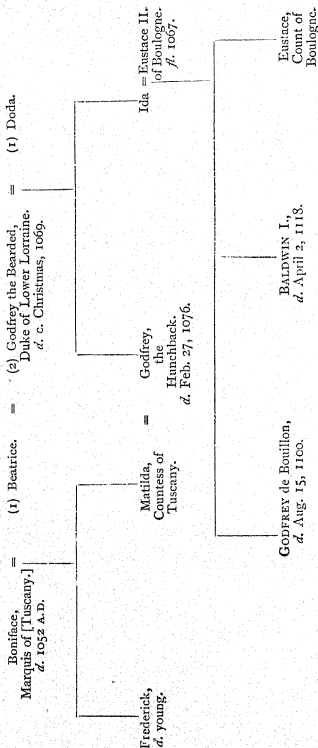 Boniface,
Marquis of [Tuscany.]
d. 1052 A.D.
=
(1) Beatrice.
=
(2) Godfrey the Bearded,
Duke of Lower Lorraine.
d. c. Christmas, 1069.
=
(1) Doda.
Frederick,
d. young.
Matilda,
Countess of
Tuscany.
=
Godfrey,
the
Hunchback.
d. Feb. 27, 1076.
Ida = Eustace II.
of Boulogne.
fl. 1067.
GODFREY de Bouillon,
d. Aug. 15, 1100.
BALDWIN I.,
d. April 2, 1118.
Eustace,
Count of
Boulogne.